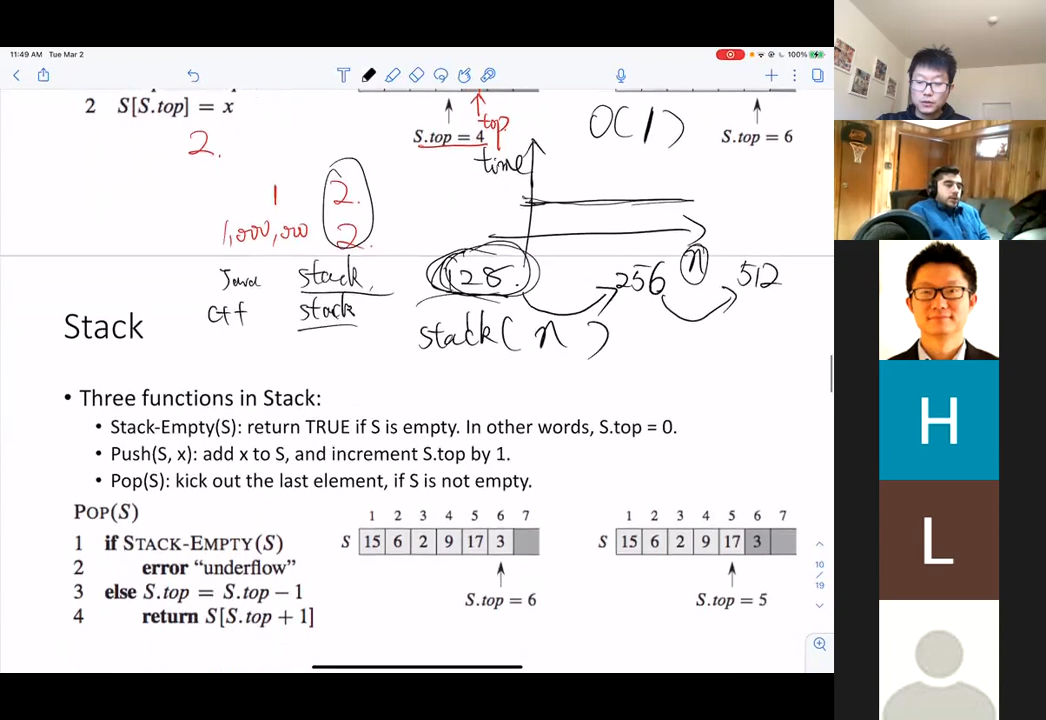 11:49 AM Tue Mar 2
100%
2 S[S.top] = x
top
S.top = 4
O(1)
S.top = 6
2.
time
1 2.
1,000,000 2.
Java stack,
128 256 n 512
C++ stack
stack( n )
Stack
• Three functions in Stack:
• Stack-Empty(S): return TRUE if S is empty. In other words, S.top = 0.
• Push(S, x): add x to S, and increment S.top by 1.
• Pop(S): kick out the last element, if S is not empty.
POP(S)
1 if STACK-EMPTY(S)
2 error “underflow”
3 else S.top = S.top − 1
4 return S[S.top + 1]
1 2 3 4 5 6 7
S 15 6 2 9 17 3
S.top = 6
1 2 3 4 5 6 7
S 15 6 2 9 17 3
S.top = 5
10
/
19
H
L